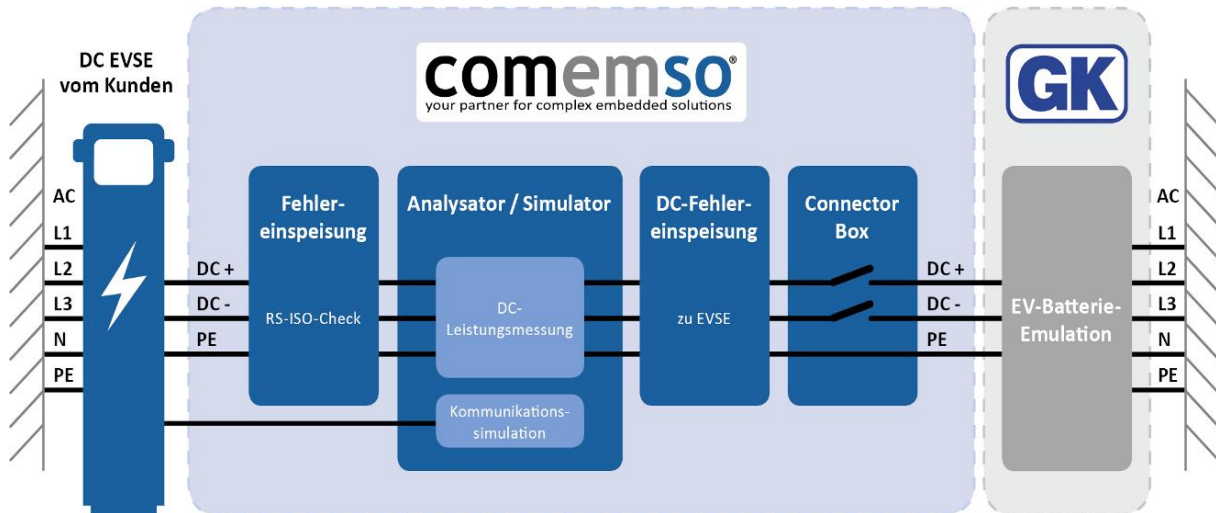 DC EVSE
vom Kunden
AC
L1
L2
L3
N
PE
comemso®
your partner for complex embedded solutions
DC +
DC -
PE
Fehler-
einspeisung
RS-ISO-Check
Analysator / Simulator
DC-
Leistungsmessung
Kommunikations-
simulation
DC-Fehler-
einspeisung
zu EVSE
Connector
Box
DC +
DC -
PE
GK
EV-Batterie-
Emulation
AC
L1
L2
L3
N
PE